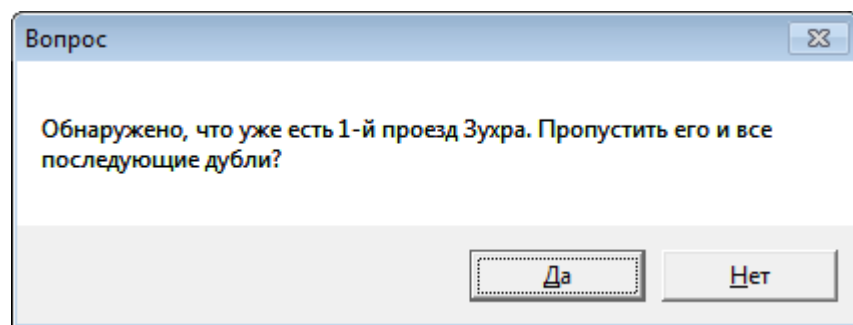 Вопрос
Обнаружено, что уже есть 1-й проезд Зухра. Пропустить его и все
последующие дубли?
Да
Нет